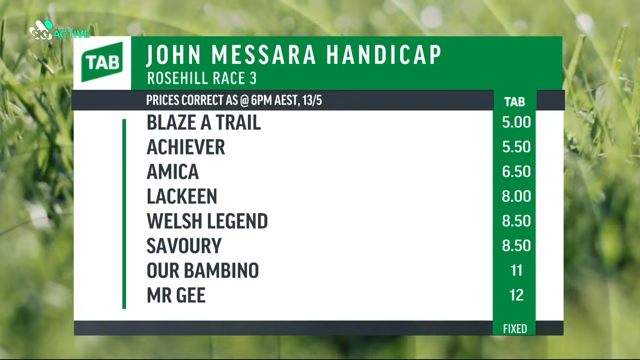 ACTIVE
TAB
JOHN MESSARA HANDICAP
ROSEHILL RACE 3
PRICES CORRECT AS @ 6PM AEST, 13/5 TAB
BLAZE A TRAIL 5.00
ACHIEVER 5.50
AMICA 6.50
LACKEEN 8.00
WELSH LEGEND 8.50
SAVOURY 8.50
OUR BAMBINO 11
MR GEE 12
FIXED